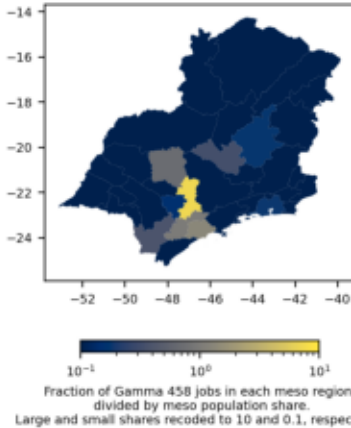 −14
−16
−18
−20
−22
−24
−52 −50 −48 −46 −44 −42 −40
10⁻¹ 10⁰ 10¹
Fraction of Gamma 458 jobs in each meso region
divided by meso population share.
Large and small shares recoded to 10 and 0.1, respec